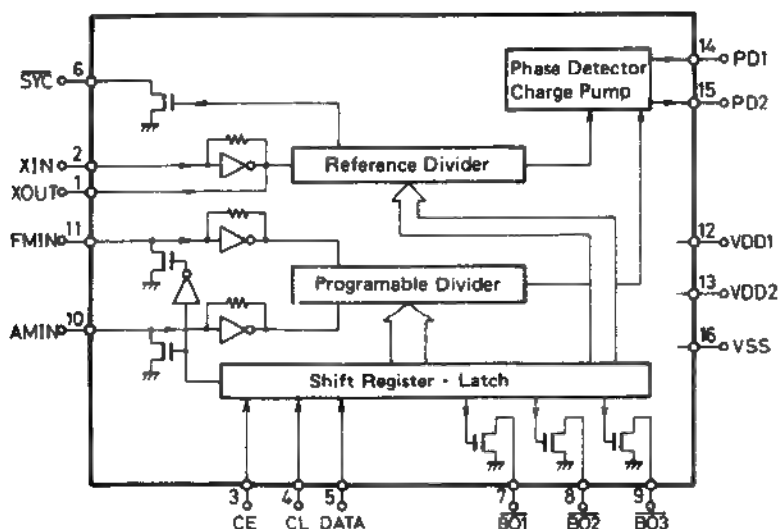 6
SYC
2
XIN
1
XOUT
11
FMIN
10
AMIN
Phase Detector
Charge Pump
14
PD1
15
PD2
Reference Divider
12
VDD1
Programable Divider
13
VDD2
16
VSS
Shift Register - Latch
3
CE
4
CL
5
DATA
7
BO1
8
BO2
9
BO3